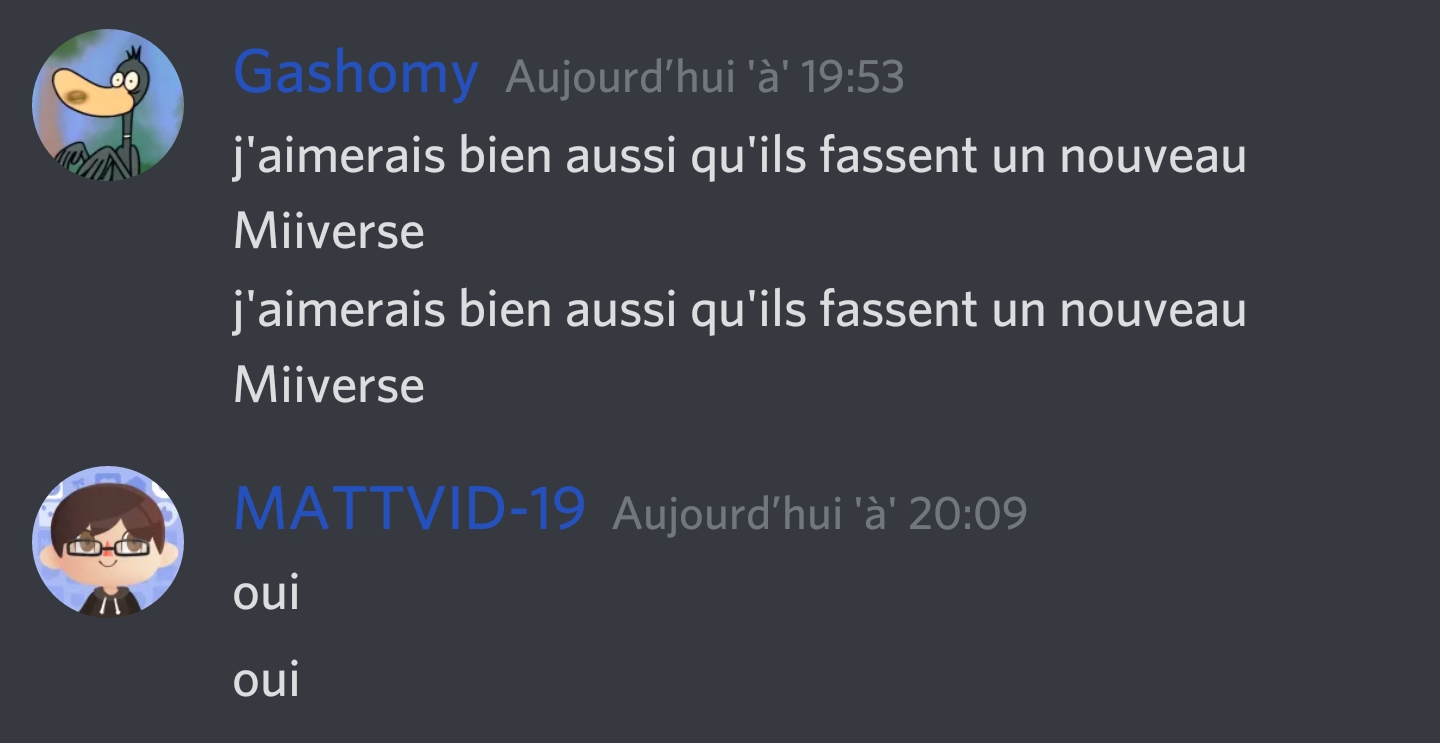 Gashomy Aujourd’hui 'à' 19:53
j'aimerais bien aussi qu'ils fassent un nouveau
Miiverse
j'aimerais bien aussi qu'ils fassent un nouveau
Miiverse
MATTVID-19 Aujourd’hui 'à' 20:09
oui
oui